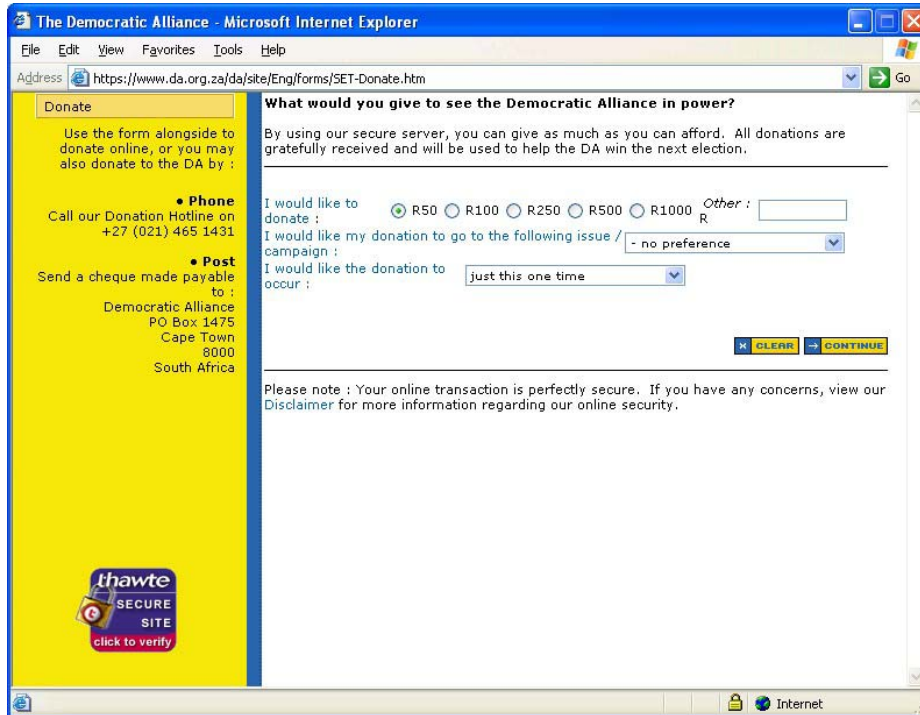 The Democratic Alliance - Microsoft Internet Explorer
File Edit View Favorites Tools Help
Address https://www.da.org.za/da/site/Eng/forms/SET-Donate.htm Go
Donate
Use the form alongside to
donate online, or you may
also donate to the DA by :
• Phone
Call our Donation Hotline on
+27 (021) 465 1431
• Post
Send a cheque made payable
to :
Democratic Alliance
PO Box 1475
Cape Town
8000
South Africa
thawte
SECURE
SITE
click to verify
What would you give to see the Democratic Alliance in power?
By using our secure server, you can give as much as you can afford. All donations are
gratefully received and will be used to help the DA win the next election.
I would like to
donate :
R50 R100 R250 R500 R1000 Other :
R
I would like my donation to go to the following issue /
campaign :
- no preference
I would like the donation to
occur :
just this one time
CLEAR CONTINUE
Please note : Your online transaction is perfectly secure. If you have any concerns, view our
Disclaimer for more information regarding our online security.
Internet